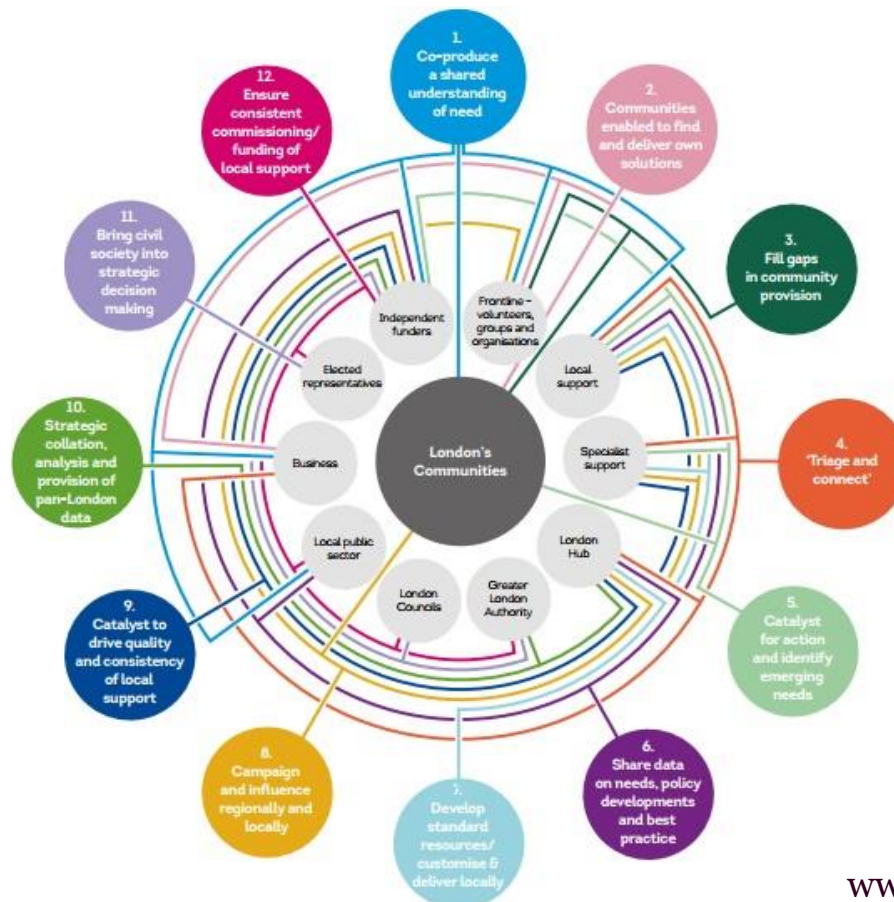 1.
Co-produce
a shared
understanding
of need
2.
Communities
enabled to find
and deliver own
solutions
3.
Fill gaps
in community
provision
4.
'Triage and
connect'
5.
Catalyst
for action
and identify
emerging
needs
6.
Share data
on needs, policy
developments
and best
practice
7.
Develop
standard
resources/
customise &
deliver locally
8.
Campaign
and influence
regionally and
locally
9.
Catalyst to
drive quality
and consistency
of local
support
10.
Strategic
collation,
analysis and
provision of
pan-London
data
11.
Bring civil
society into
strategic
decision
making
12.
Ensure
consistent
commissioning/
funding of
local support
Independent
funders
Frontline –
volunteers,
groups and
organisations
Local
support
Specialist
support
London
Hub
Greater
London
Authority
London
Councils
Local public
sector
Business
Elected
representatives
London's
Communities